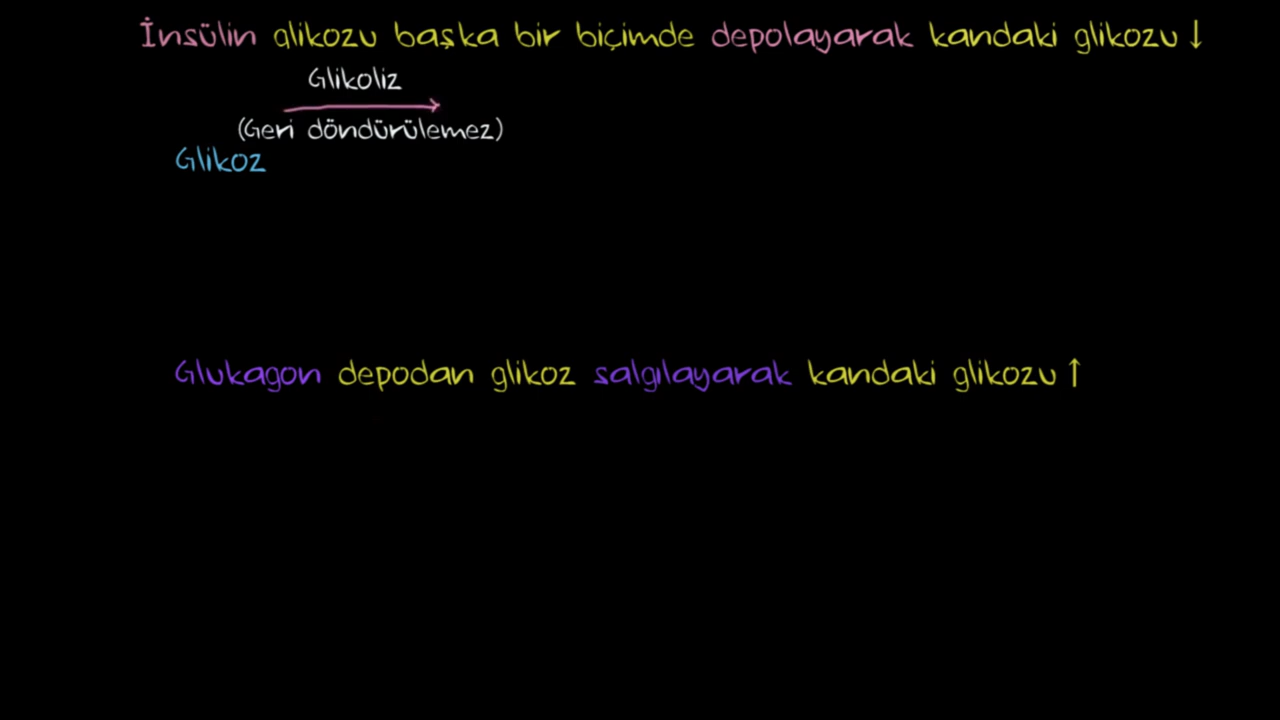 İnsülin glikozu başka bir biçimde depolayarak kandaki glikozu ↓
Glikoliz
(Geri döndürülemez)
Glikoz
Glukagon depodan glikoz salgılayarak kandaki glikozu ↑